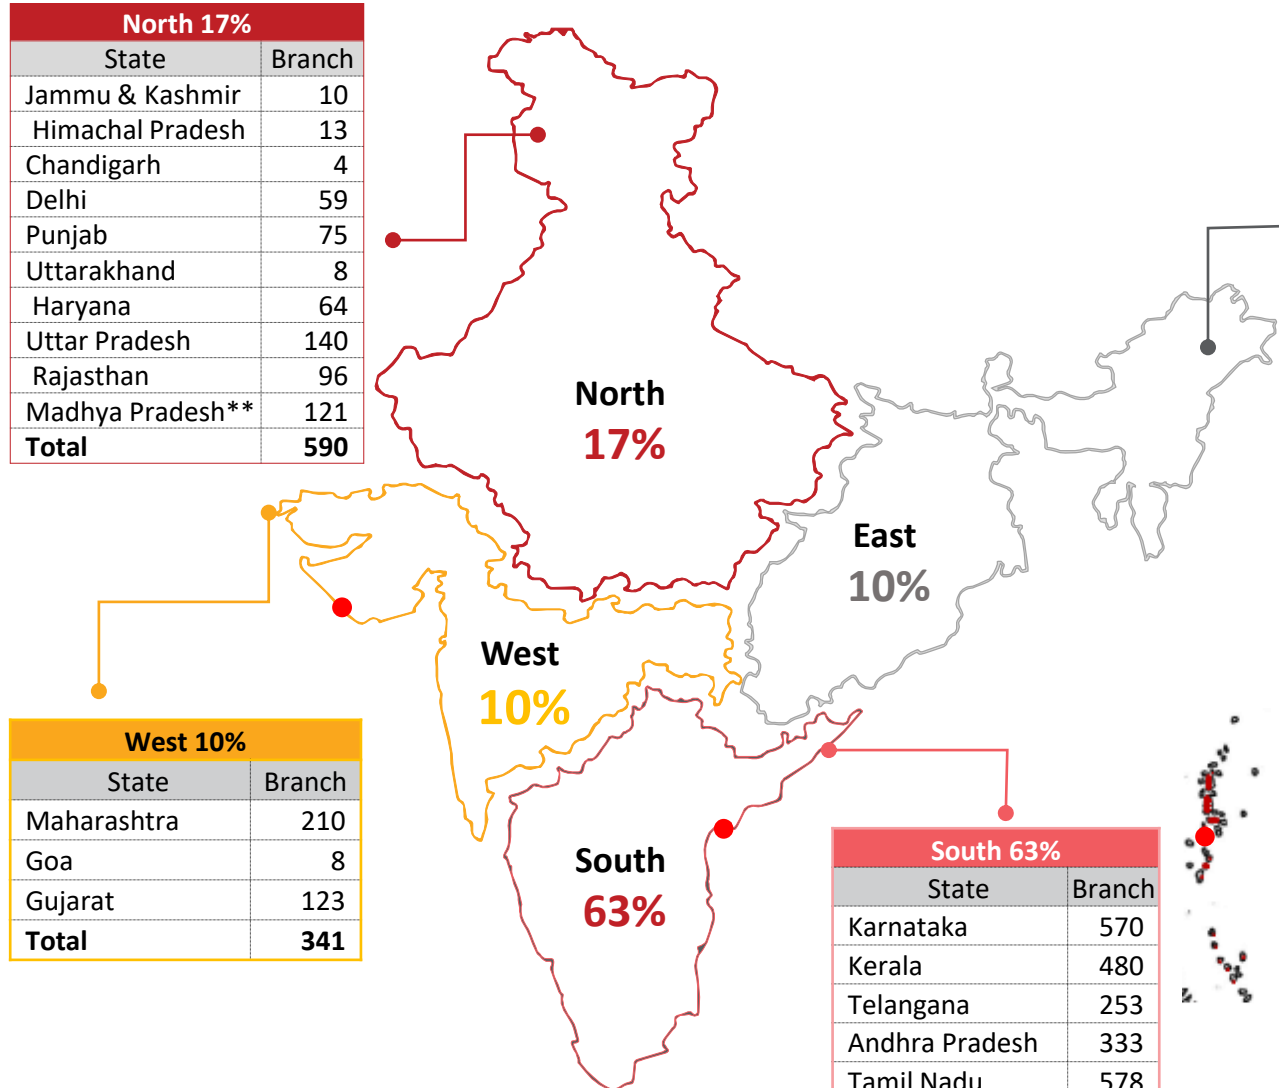 North 17%
State Branch
Jammu & Kashmir 10
Himachal Pradesh 13
Chandigarh 4
Delhi 59
Punjab 75
Uttarakhand 8
Haryana 64
Uttar Pradesh 140
Rajasthan 96
Madhya Pradesh** 121
Total 590
North
17%
East
10%
West
10%
South
63%
West 10%
State Branch
Maharashtra 210
Goa 8
Gujarat 123
Total 341
South 63%
State Branch
Karnataka 570
Kerala 480
Telangana 253
Andhra Pradesh 333
Tamil Nadu 578